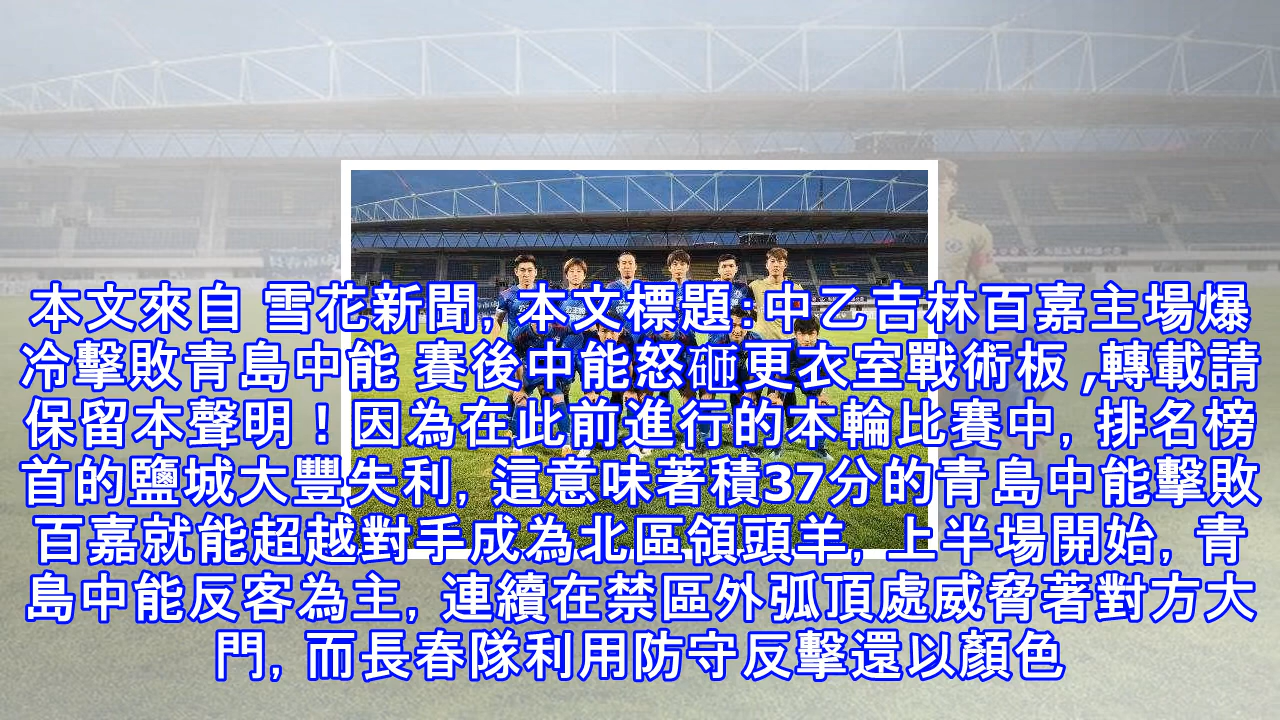 本文來自 雪花新聞, 本文標題:中乙吉林百嘉主場爆
冷擊敗青島中能 賽後中能怒砸更衣室戰術板 ,轉載請
保留本聲明！因為在此前進行的本輪比賽中, 排名榜
首的鹽城大豐失利, 這意味著積37分的青島中能擊敗
百嘉就能超越對手成為北區領頭羊, 上半場開始, 青
島中能反客為主, 連續在禁區外弧頂處威脅著對方大
門, 而長春隊利用防守反擊還以顏色